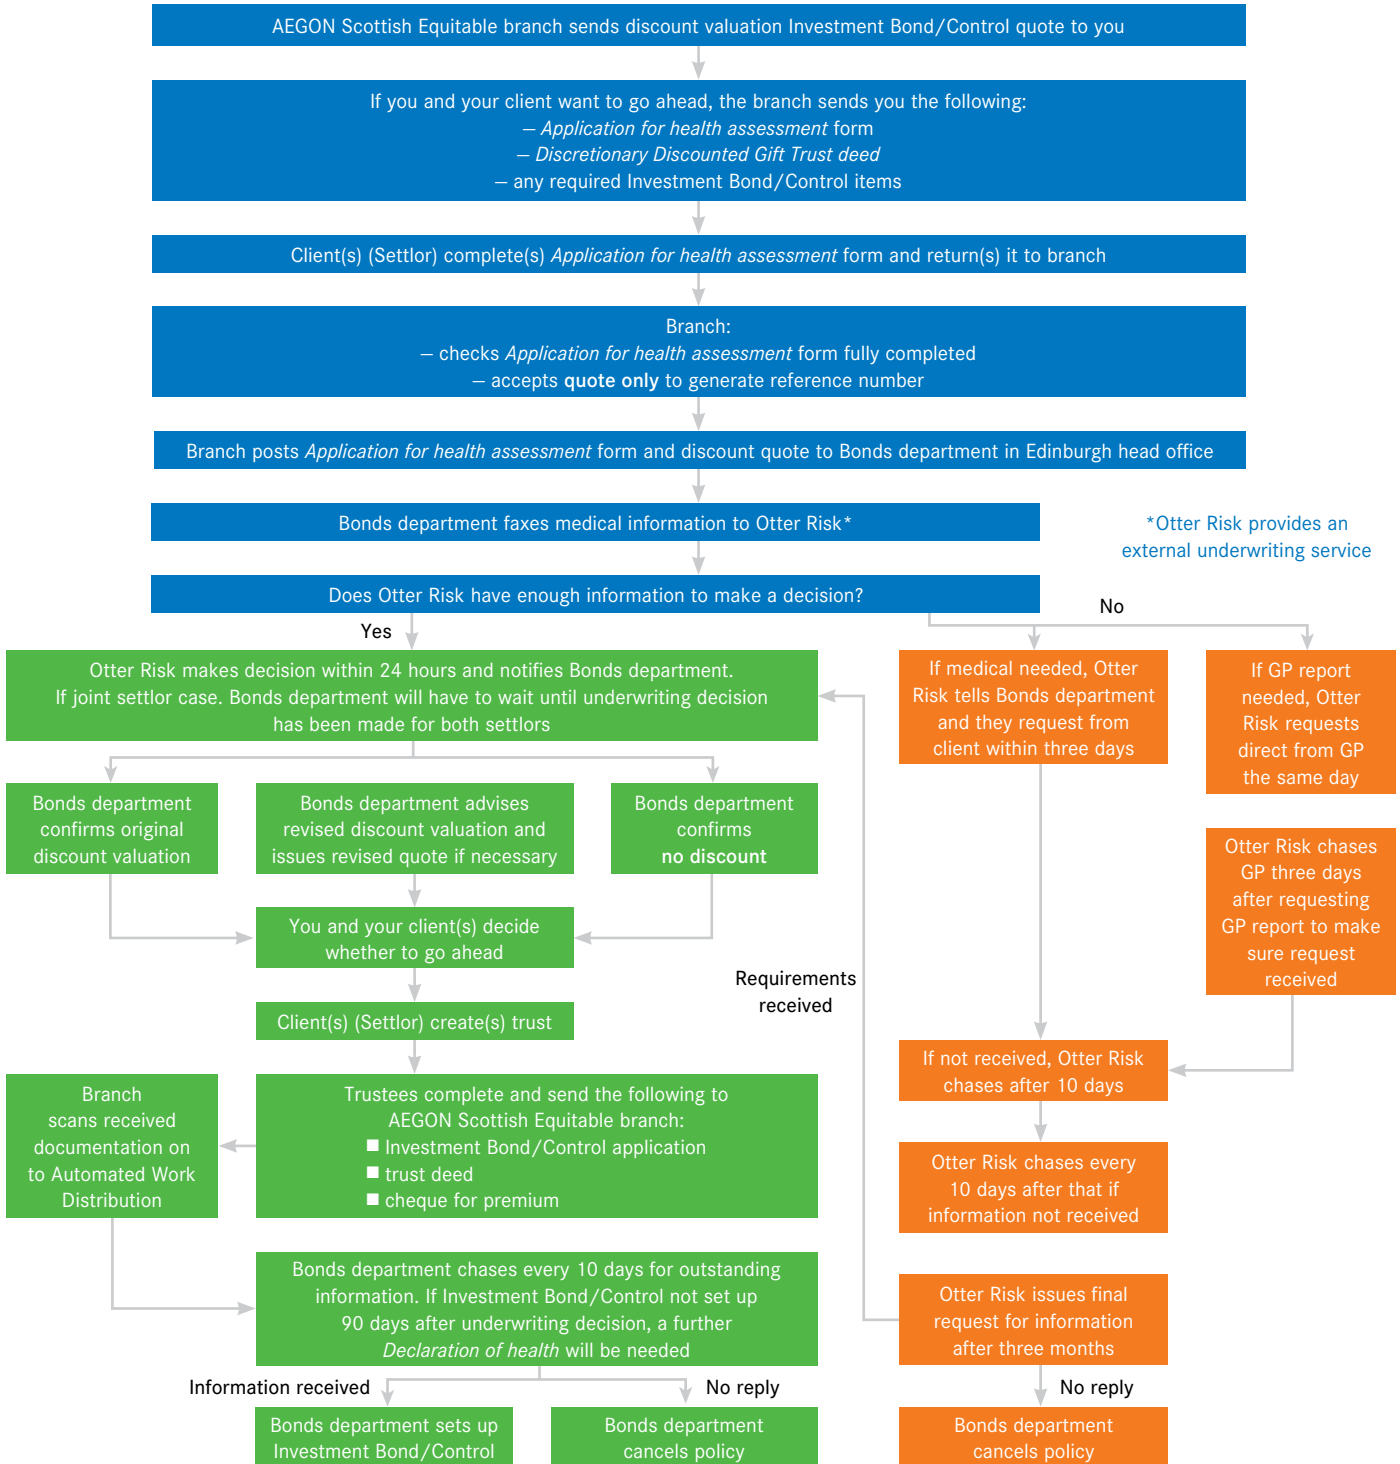 AEGON Scottish Equitable branch sends discount valuation Investment Bond/Control quote to you
If you and your client want to go ahead, the branch sends you the following:
– Application for health assessment form
– Discretionary Discounted Gift Trust deed
– any required Investment Bond/Control items
Client(s) (Settlor) complete(s) Application for health assessment form and return(s) it to branch
Branch:
– checks Application for health assessment form fully completed
– accepts quote only to generate reference number
Branch posts Application for health assessment form and discount quote to Bonds department in Edinburgh head office
Bonds department faxes medical information to Otter Risk*
*Otter Risk provides an
external underwriting service
Does Otter Risk have enough information to make a decision?
Yes
No
Otter Risk makes decision within 24 hours and notifies Bonds department.
If joint settlor case. Bonds department will have to wait until underwriting decision
has been made for both settlors
If medical needed, Otter
Risk tells Bonds department
and they request from
client within three days
If GP report
needed, Otter
Risk requests
direct from GP
the same day
Bonds department
confirms original
discount valuation
Bonds department advises
revised discount valuation and
issues revised quote if necessary
Bonds department
confirms
no discount
Otter Risk chases
GP three days
after requesting
GP report to make
sure request
received
You and your client(s) decide
whether to go ahead
Requirements
received
Client(s) (Settlor) create(s) trust
If not received, Otter Risk
chases after 10 days
Branch
scans received
documentation on
to Automated Work
Distribution
Trustees complete and send the following to
AEGON Scottish Equitable branch:
■ Investment Bond/Control application
■ trust deed
■ cheque for premium
Otter Risk chases every
10 days after that if
information not received
Bonds department chases every 10 days for outstanding
information. If Investment Bond/Control not set up
90 days after underwriting decision, a further
Declaration of health will be needed
Otter Risk issues final
request for information
after three months
Information received
No reply
No reply
Bonds department sets up
Investment Bond/Control
Bonds department
cancels policy
Bonds department
cancels policy